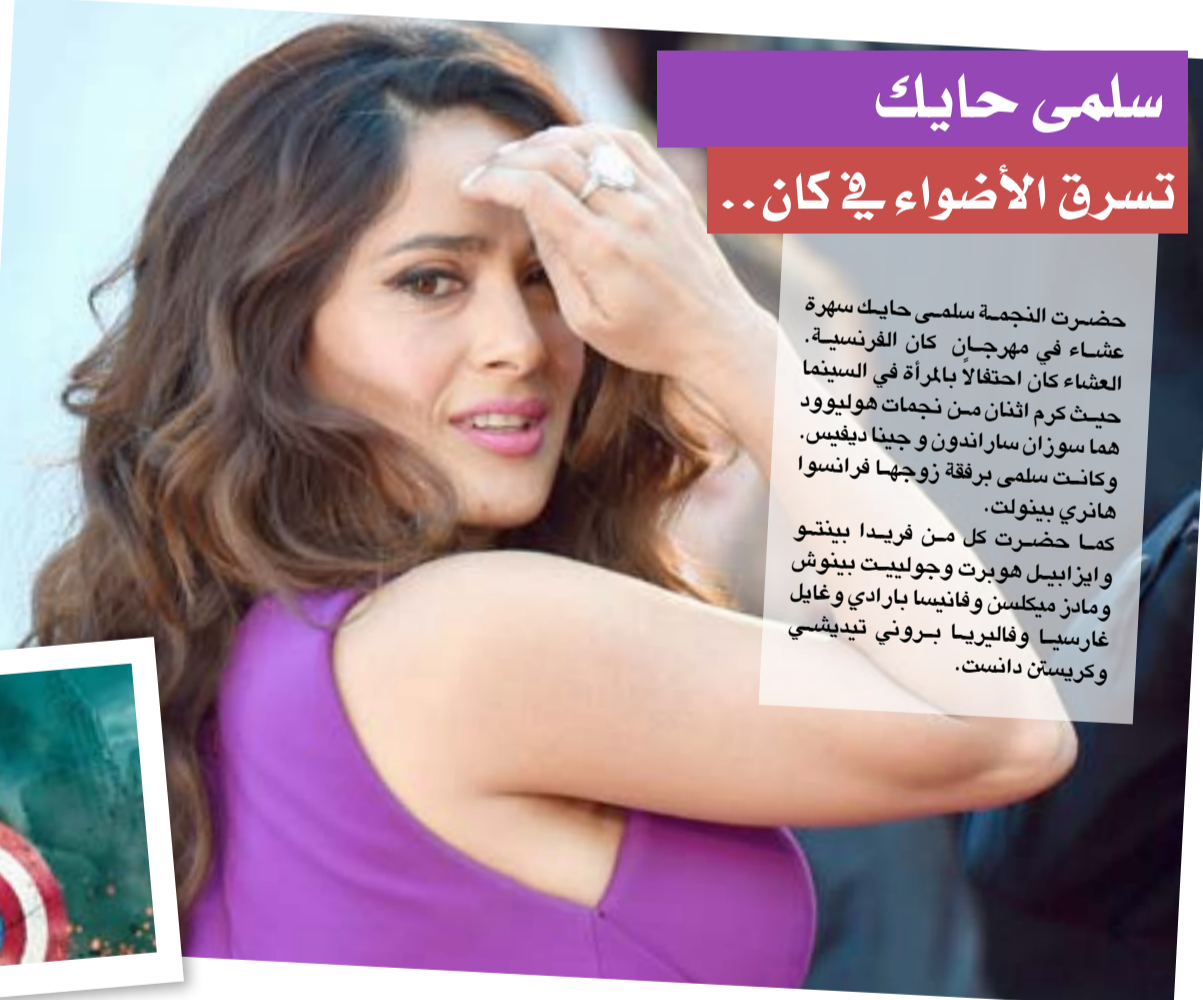 سلمى حايك
تسرق الأضواء في كان..
حضرت النجمة سلمى حايك سهرة
عشاء في مهرجان كان الفرنسية.
العشاء كان احتفالاً بالمرأة في السينما
حيث كرم اثنان من نجمات هوليوود
هما سوزان ساراندون و جينا ديفيس.
وكانت سلمى برفقة زوجها فرانسوا
هانري بينولت.
كما حضرت كل من فريدا بينتو
وايزابيل هوبرت وجولييت بينوش
ومادز ميكلسن وفانيسا بارادي وغايل
غارسيا وفاليريا بروني تيديشي
وكريستن دانست.